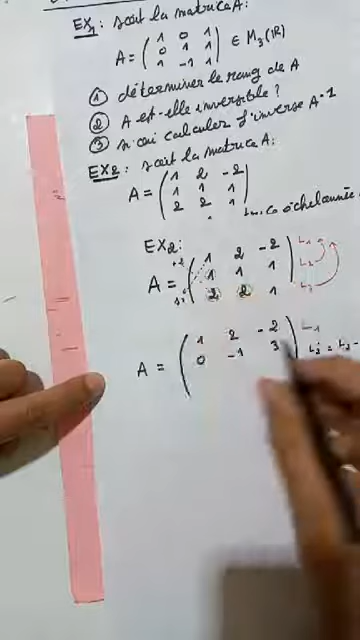 EX1: soit la matrice A:
A = ( 1 0 1
0 1 1 ∈ M3(IR)
1 -1 1 )
① déterminer le rang de A
② A est-elle inversible ?
③ si oui calculer l'inverse A^-1
EX2: soit la matrice A:
A = ( 1 2 -2
1 1 1
2 2 1 )
échelonnée.
EX2:
A = ( 1 2 -2 L1
1 1 1 L2
2 2 1 ) L3
A = ( 1 2 -2 L1
0 -1 3